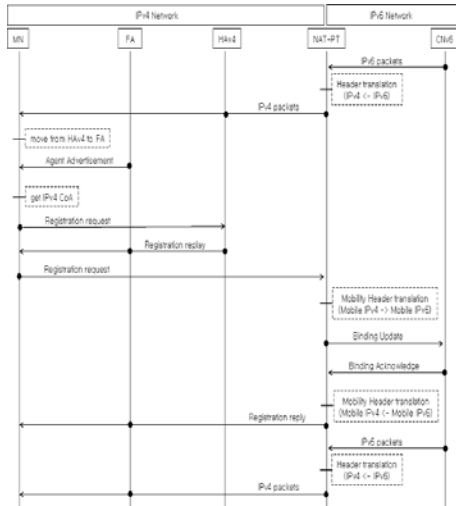 IPv4 Network
IPv6 Network
MN
FA
HAv4
NAT-PT
CNv6
IPv6 packets
Header translation
(IPv4 <- IPv6)
IPv4 packets
move from HAv4 to FA
Agent Advertisement
get IPv4 CoA
Registration request
Registration replay
Registration request
Mobility Header translation
(Mobile IPv4 -> Mobile IPv6)
Binding Update
Binding Acknowledge
Mobility Header translation
(Mobile IPv4 <- Mobile IPv6)
Registration reply
IPv6 packets
Header translation
(IPv4 <- IPv6)
IPv4 packets